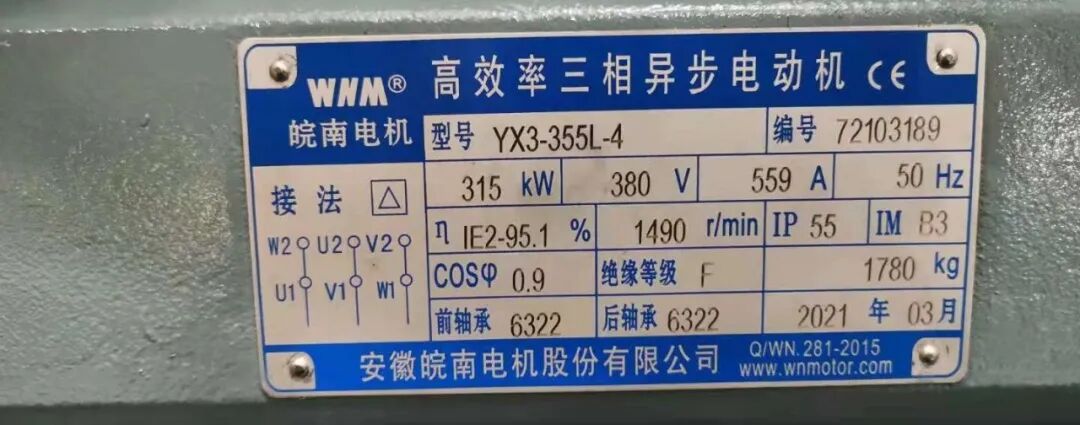 WNM® 高效率三相异步电动机 CE
皖南电机 型号 YX3-355L-4 编号 72103189
315 kW 380 V 559 A 50 Hz
接法 △
η IE2-95.1 % 1490 r/min IP 55 IM B3
W2 U2 V2
COSφ 0.9 绝缘等级 F 1780 kg
U1 V1 W1
前轴承 6322 后轴承 6322 2021 年 03 月
安徽皖南电机股份有限公司 Q/WN.281-2015
www.wnmotor.com